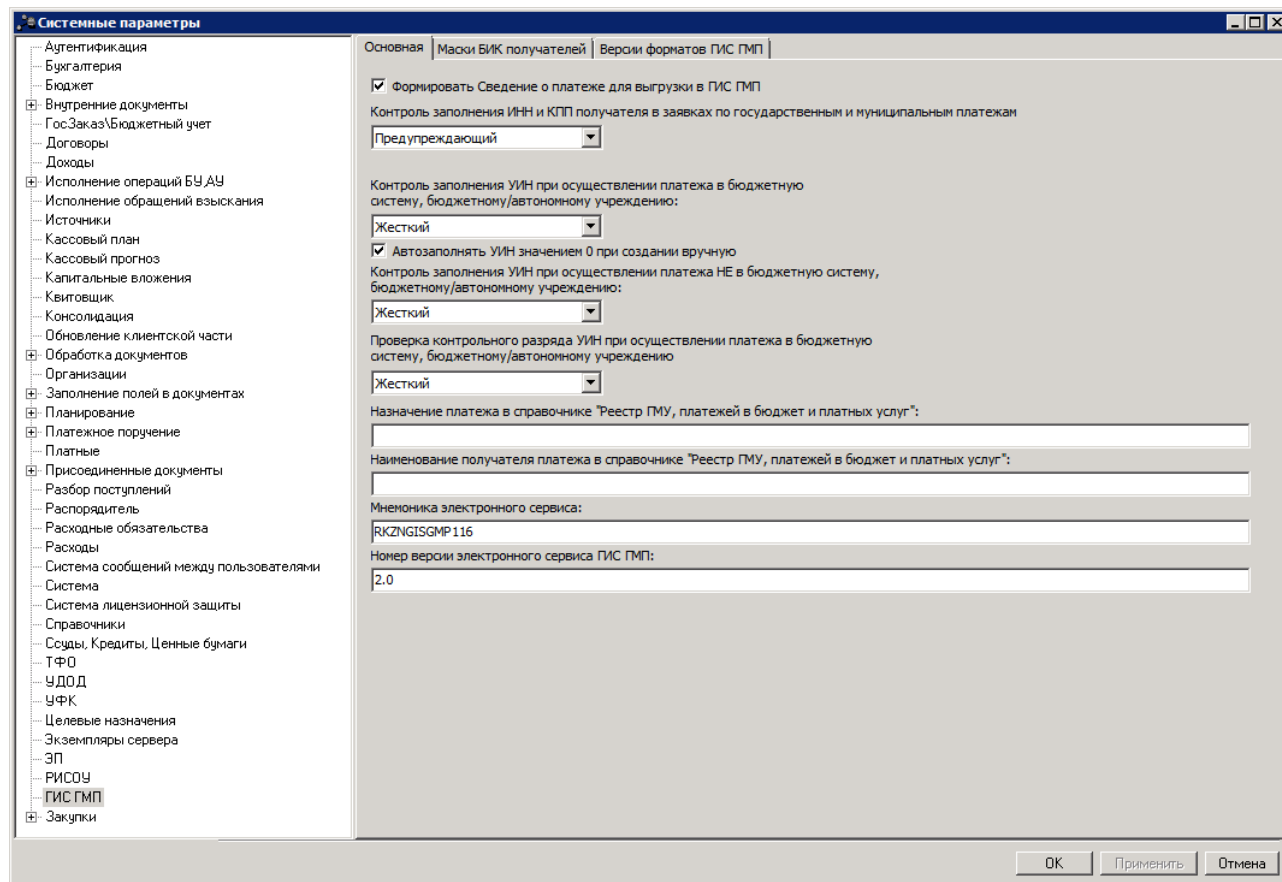 Системные параметры
Аутентификация
Бухгалтерия
Бюджет
Внутренние документы
ГосЗаказ\Бюджетный учет
Договоры
Доходы
Исполнение операций БУ,АУ
Исполнение обращений взыскания
Источники
Кассовый план
Кассовый прогноз
Капитальные вложения
Квитовщик
Консолидация
Обновление клиентской части
Обработка документов
Организации
Заполнение полей в документах
Планирование
Платежное поручение
Платные
Присоединенные документы
Разбор поступлений
Распорядитель
Расходные обязательства
Расходы
Система сообщений между пользователями
Система
Система лицензионной защиты
Справочники
Ссуды, Кредиты, Ценные бумаги
ТФО
УДОД
УФК
Целевые назначения
Экземпляры сервера
ЭП
РИСОУ
ГИС ГМП
Закупки
Основная Маски БИК получателей Версии форматов ГИС ГМП
Формировать Сведение о платеже для выгрузки в ГИС ГМП
Контроль заполнения ИНН и КПП получателя в заявках по государственным и муниципальным платежам
Предупреждающий
Контроль заполнения УИН при осуществлении платежа в бюджетную
систему, бюджетному/автономному учреждению:
Жесткий
Автозаполнять УИН значением 0 при создании вручную
Контроль заполнения УИН при осуществлении платежа НЕ в бюджетную систему,
бюджетному/автономному учреждению:
Жесткий
Проверка контрольного разряда УИН при осуществлении платежа в бюджетную
систему, бюджетному/автономному учреждению
Жесткий
Назначение платежа в справочнике "Реестр ГМУ, платежей в бюджет и платных услуг":
Наименование получателя платежа в справочнике "Реестр ГМУ, платежей в бюджет и платных услуг":
Мнемоника электронного сервиса:
RKZNGISGMP116
Номер версии электронного сервиса ГИС ГМП:
2.0
OK Применить Отмена